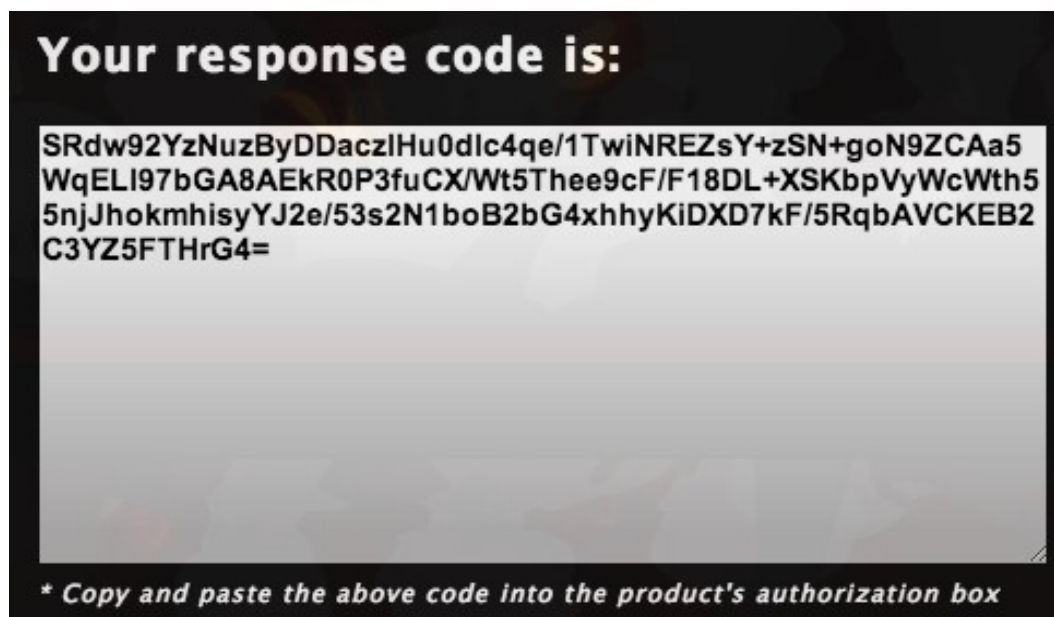 Your response code is:
SRdw92YzNuzByDDaczIHu0dIc4qe/1TwiNREZsY+zSN+goN9ZCAa5
WqELI97bGA8AEkR0P3fuCX/Wt5Thee9cF/F18DL+XSKbpVyWcWth5
5njJhokmhisyYJ2e/53s2N1boB2bG4xhhyKiDXD7kF/5RqbAVCKEB2
C3YZ5FTHrG4=
* Copy and paste the above code into the product's authorization box